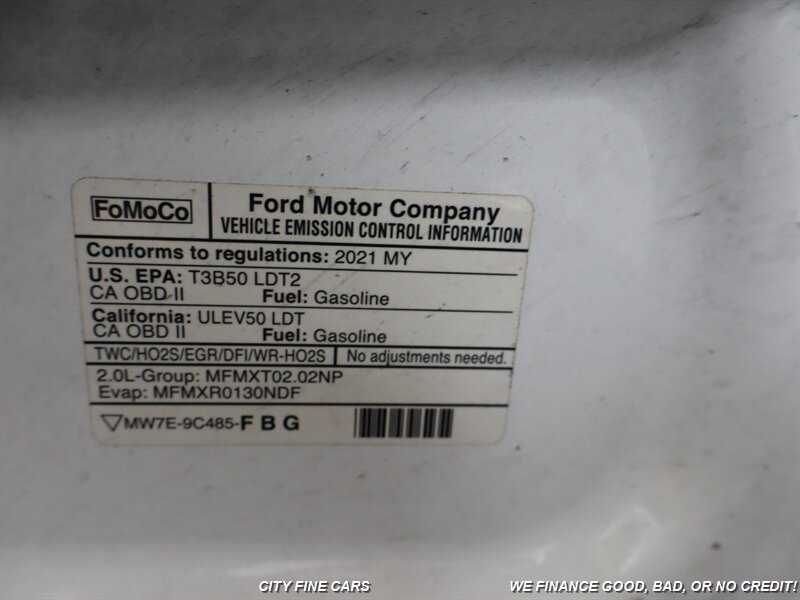 FoMoCo
Ford Motor Company
VEHICLE EMISSION CONTROL INFORMATION
Conforms to regulations: 2021 MY
U.S. EPA: T3B50 LDT2
CA OBD II Fuel: Gasoline
California: ULEV50 LDT
CA OBD II Fuel: Gasoline
TWC/HO2S/EGR/DFI/WR-HO2S No adjustments needed.
2.0L-Group: MFMXT02.02NP
Evap: MFMXR0130NDF
MW7E-9C485-F B G
CITY FINE CARS WE FINANCE GOOD, BAD, OR NO CREDIT!